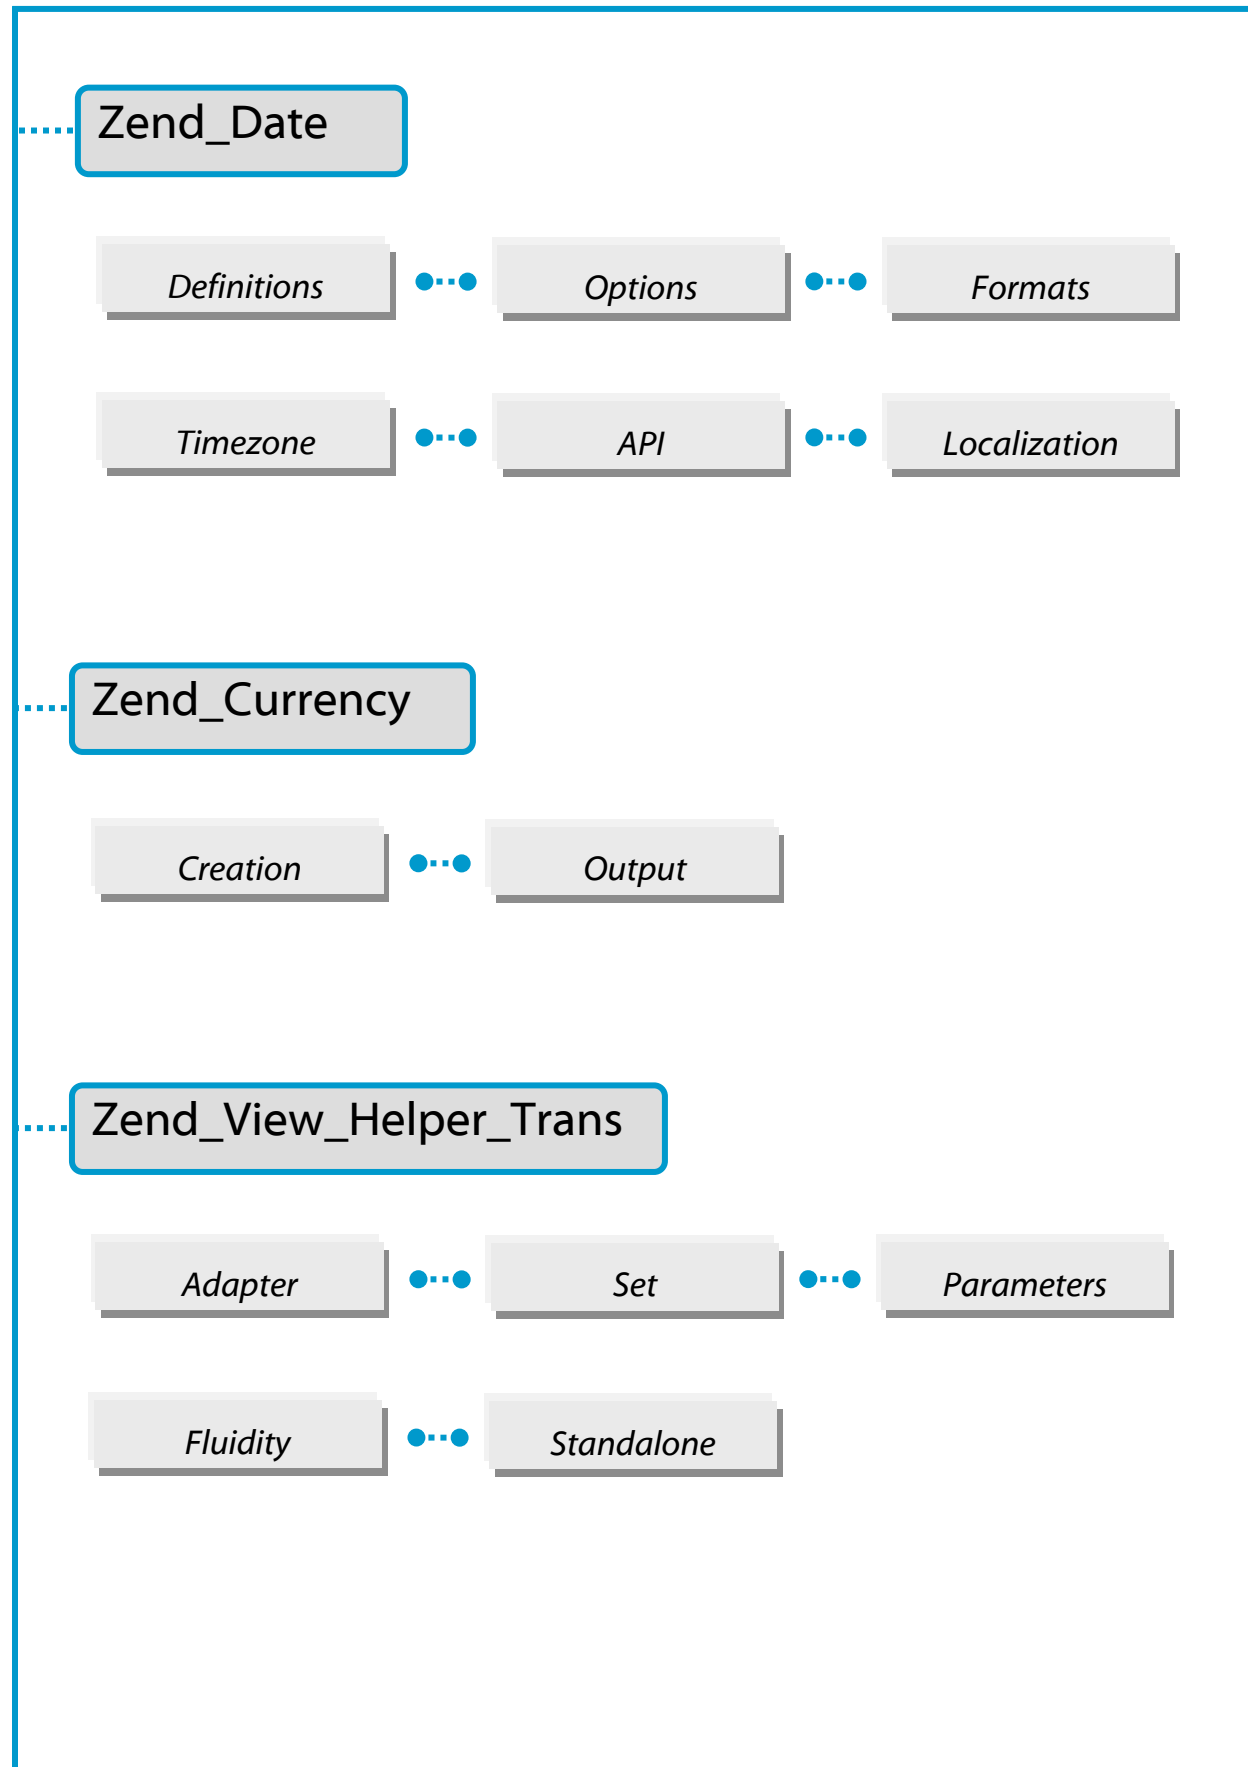 Zend_Date
Definitions
Options
Formats
Timezone
API
Localization
Zend_Currency
Creation
Output
Zend_View_Helper_Trans
Adapter
Set
Parameters
Fluidity
Standalone